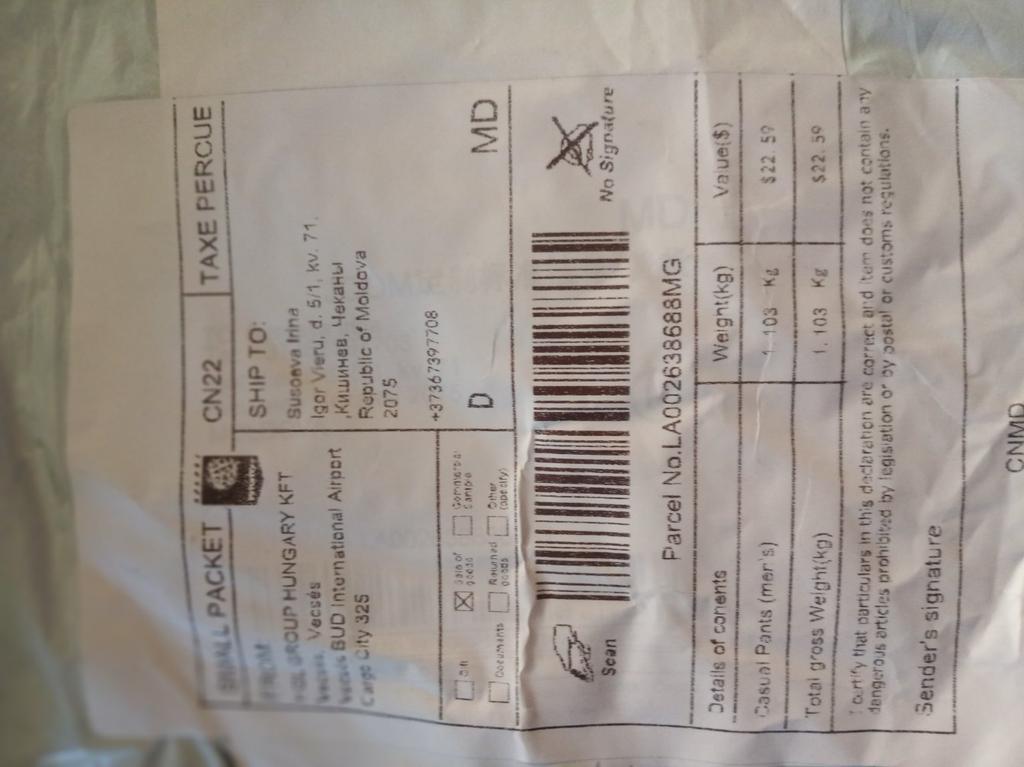 SMALL PACKET
CN22
TAXE PERCUE
FROM
GROUP HUNGARY KFT
Vecsés
BUD International Airport
Cargo City 325
SHIP TO:
Irina
Igor Vieru, d. 5/1, kv. 71,
Кишинев, Чеканы
Republic of Moldova
2075
+37367397708
Sale of goods
Commercial sample
Documents
Returned goods
Other (specify)
D
MD
Scan
No Signature
Parcel No.LA002638688MG
Details of contents Weight(kg) Value($)
Casual Pants (men's) 1.103 Kg $22.59
Total gross Weight(kg) 1.103 Kg $22.59
I certify that particulars in this declaration are correct and item does not contain any
dangerous articles prohibited by legislation or by postal or customs regulations.
Sender's signature
CNMD